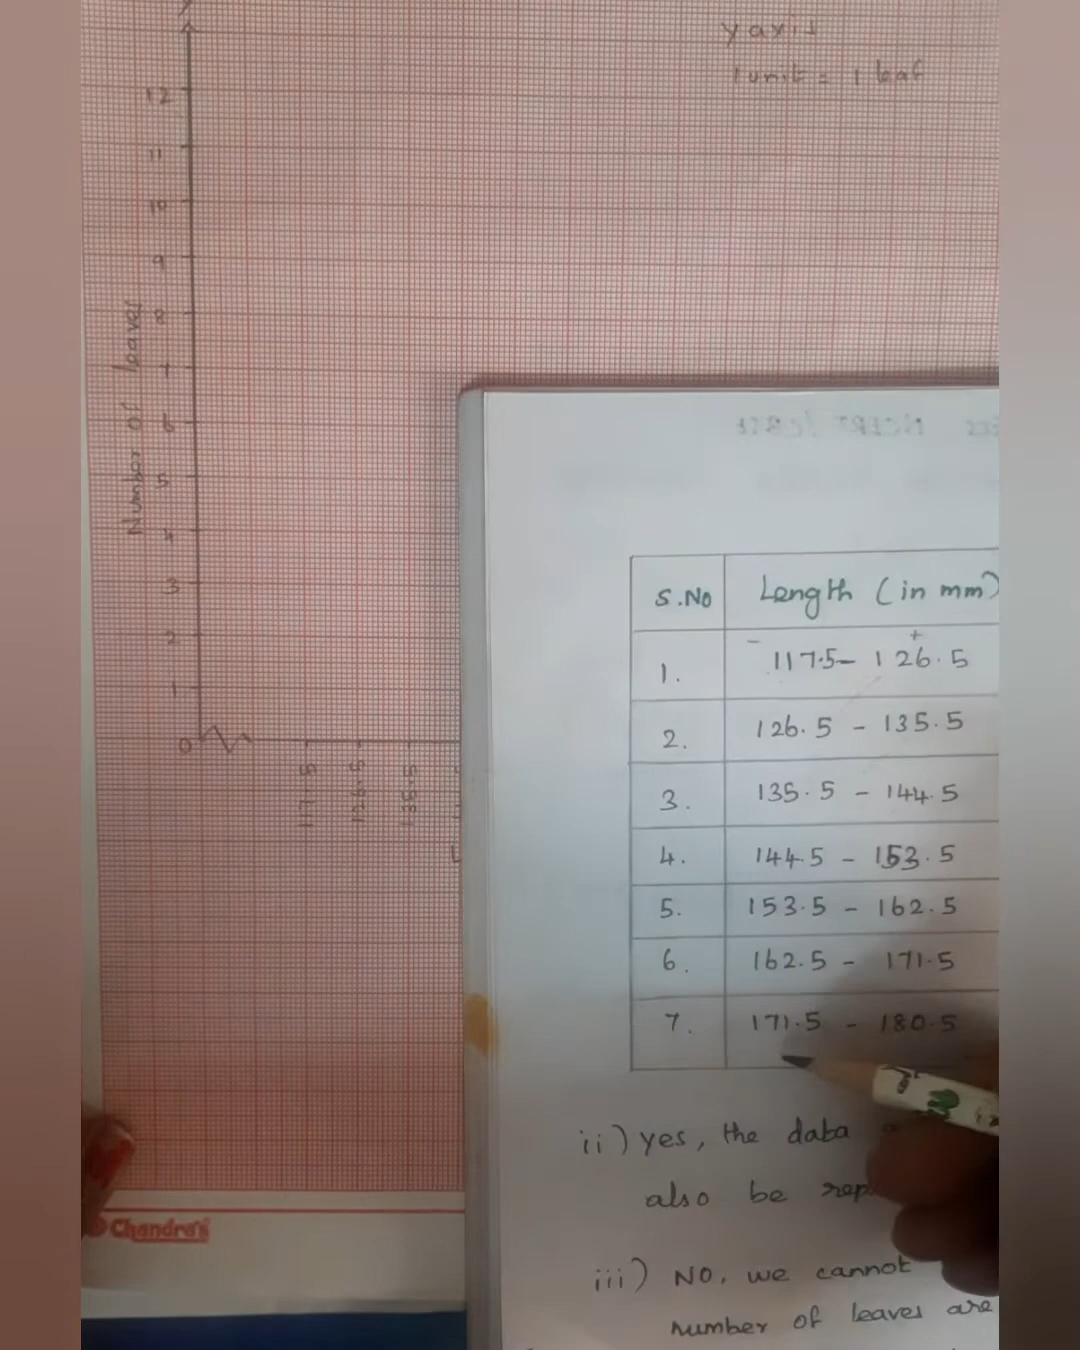 y axis
1 unit = 1 leaf
12
11
10
9
8
7
6
5
4
3
2
1
0
Number of leaves
117.5
126.5
135.5
S.No Length (in mm)
1. 117.5 - 126.5
2. 126.5 - 135.5
3. 135.5 - 144.5
4. 144.5 - 153.5
5. 153.5 - 162.5
6. 162.5 - 171.5
7. 171.5 - 180.5
ii) yes, the data
also be
iii) NO, we cannot
number of leaves are
Chandra's